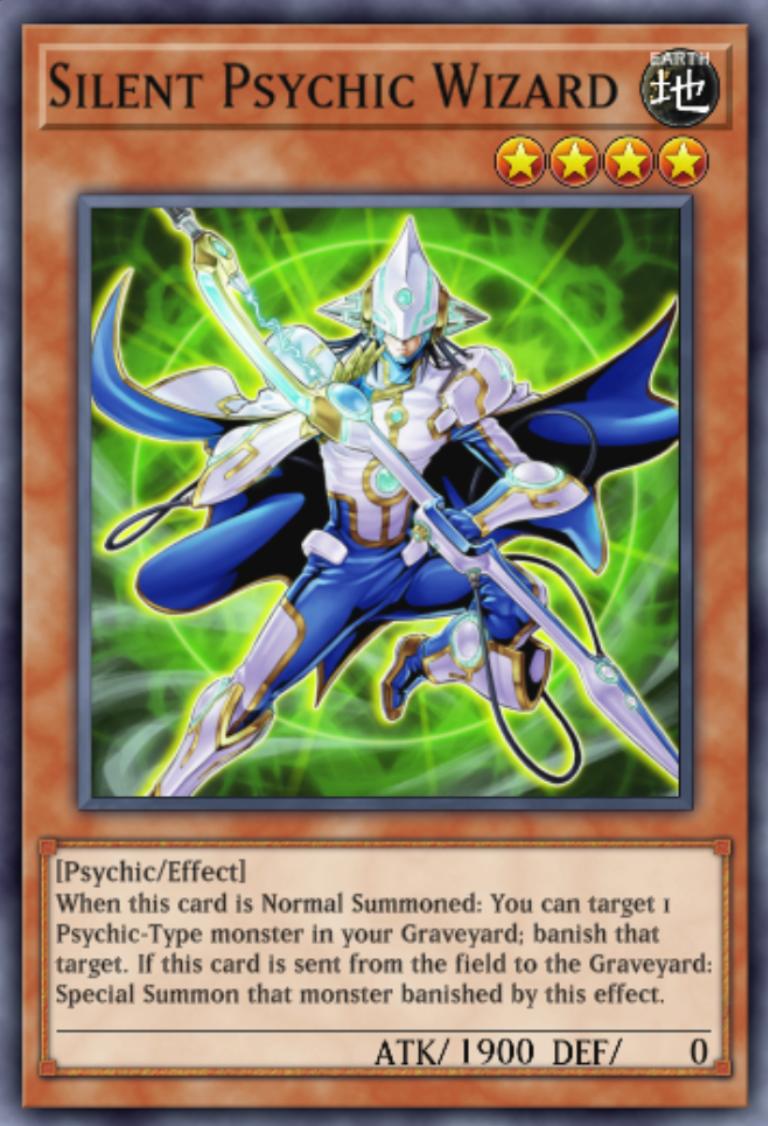 Silent Psychic Wizard
EARTH
地
[Psychic/Effect]
When this card is Normal Summoned: You can target 1
Psychic-Type monster in your Graveyard; banish that
target. If this card is sent from the field to the Graveyard:
Special Summon that monster banished by this effect.
ATK/ 1900 DEF/ 0